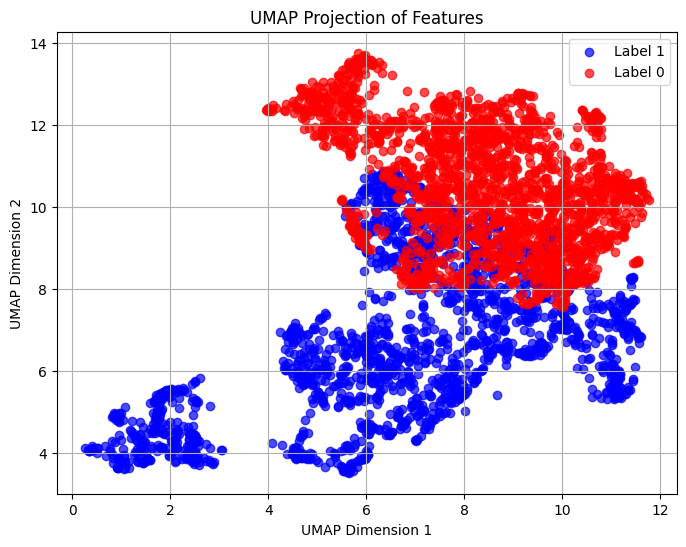 UMAP Projection of Features
Label 1
Label 0
UMAP Dimension 2
14
12
10
8
6
4
0 2 4 6 8 10 12
UMAP Dimension 1